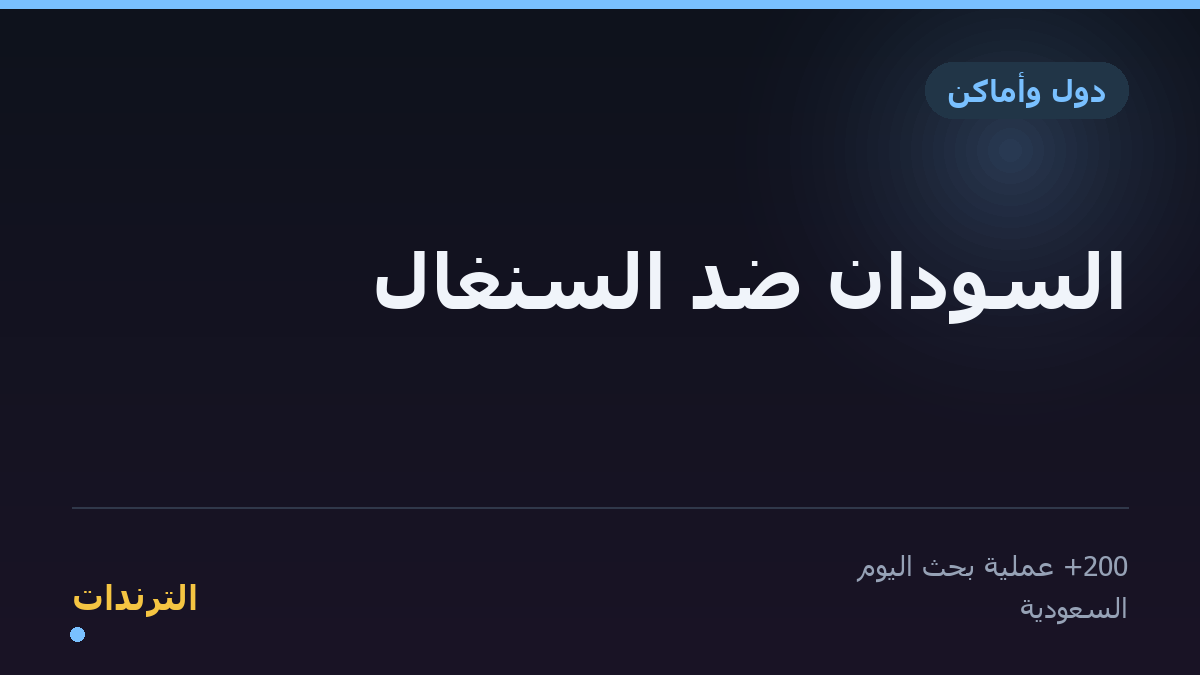 دول وأماكن
السودان ضد السنغال
200+ عملية بحث اليوم
السعودية
الترندات